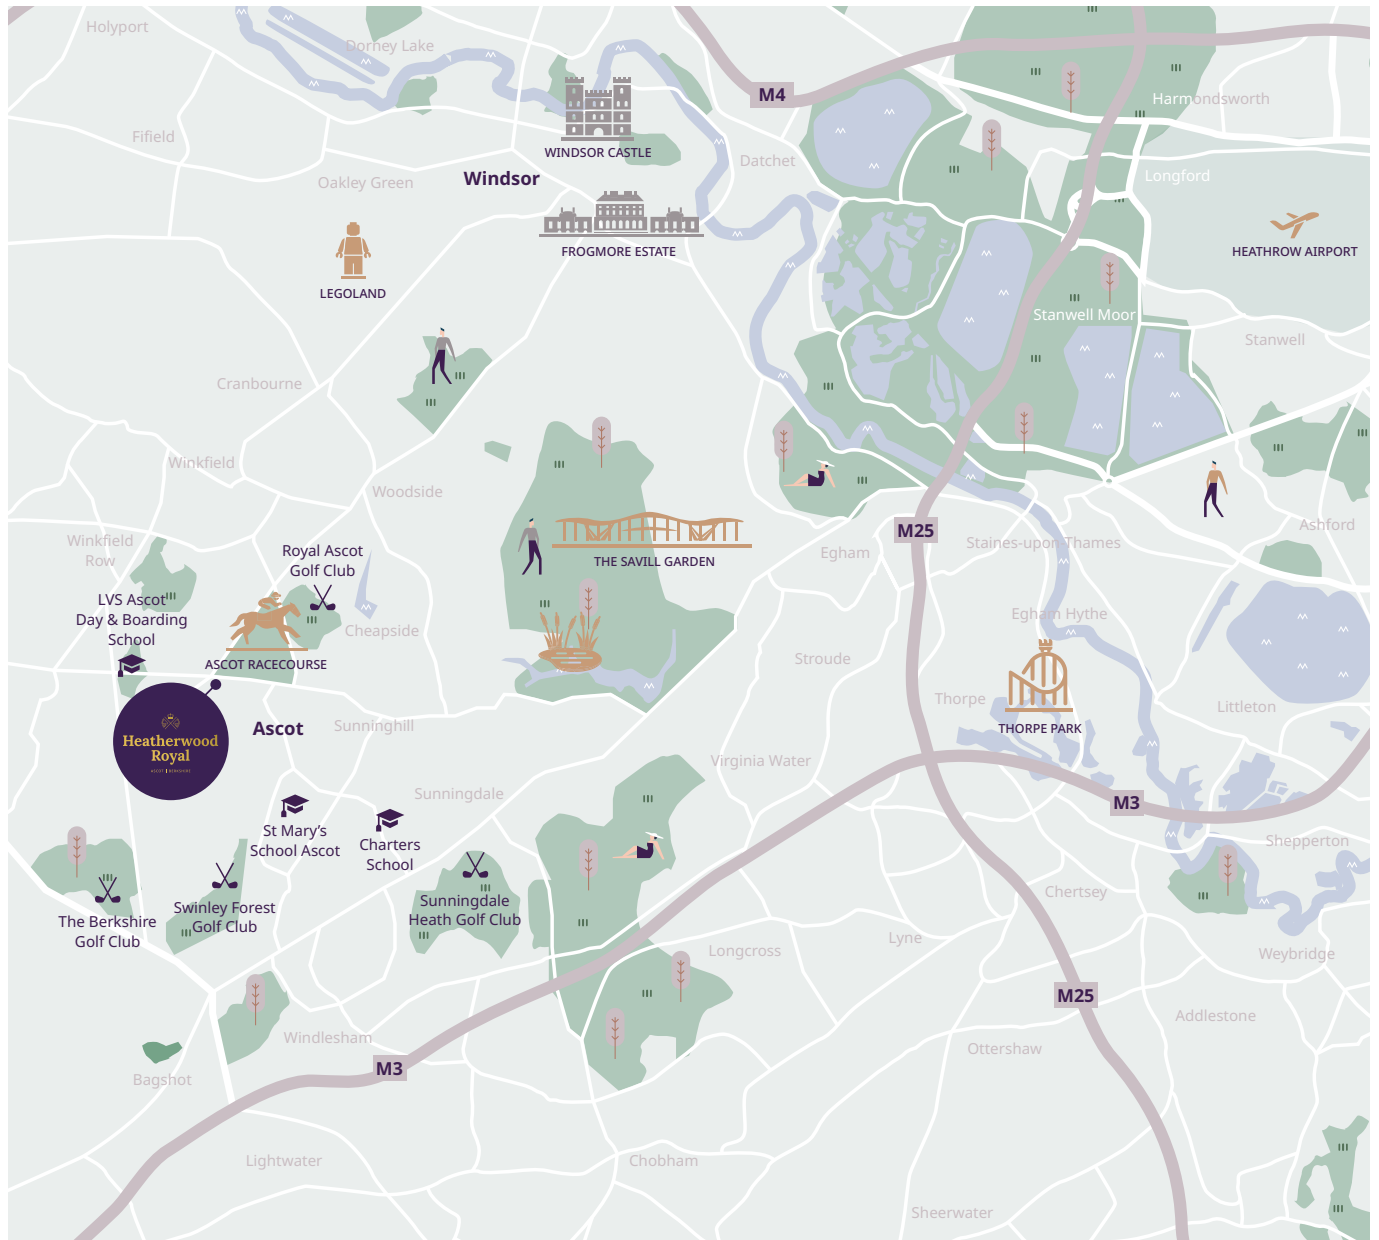 Holyport
Dorney Lake
M4
Harmondsworth
Fifield
WINDSOR CASTLE
Datchet
Oakley Green
Windsor
Longford
FROGMORE ESTATE
HEATHROW AIRPORT
LEGOLAND
Stanwell Moor
Stanwell
Cranbourne
Winkfield
Woodside
Winkfield
Row
Royal Ascot
Golf Club
THE SAVILL GARDEN
Egham
M25
Staines-upon-Thames
Ashford
LVS Ascot
Day & Boarding
School
Cheapside
Egham Hythe
ASCOT RACECOURSE
Stroude
Thorpe
THORPE PARK
Littleton
Heatherwood
Royal
ASCOT | BERKSHIRE
Ascot
Sunninghill
Virginia Water
Sunningdale
M3
St Mary's
School Ascot
Charters
School
Shepperton
The Berkshire
Golf Club
Swinley Forest
Golf Club
Sunningdale
Heath Golf Club
Chertsey
Longcross
Lyne
Weybridge
M25
Addlestone
Windlesham
M3
Ottershaw
Bagshot
Lightwater
Chobham
Sheerwater